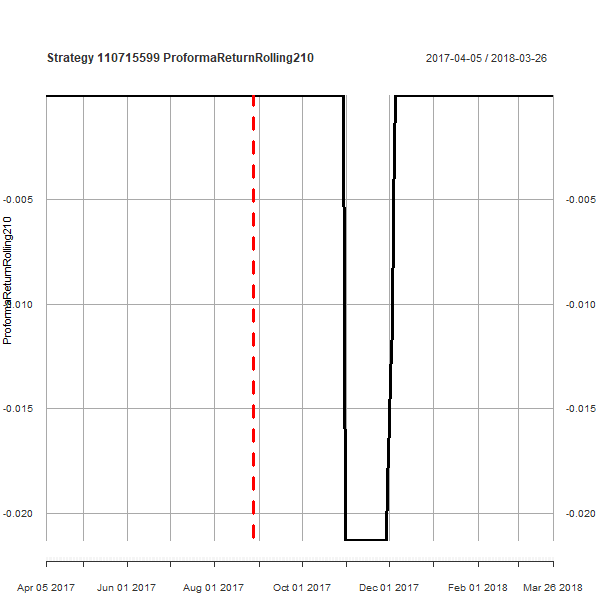 Strategy 110715599 ProformaReturnRolling210
2017-04-05 / 2018-03-26
ProformaReturnRolling210
-0.005
-0.010
-0.015
-0.020
-0.005
-0.010
-0.015
-0.020
Apr 05 2017
Jun 01 2017
Aug 01 2017
Oct 01 2017
Dec 01 2017
Feb 01 2018
Mar 26 2018